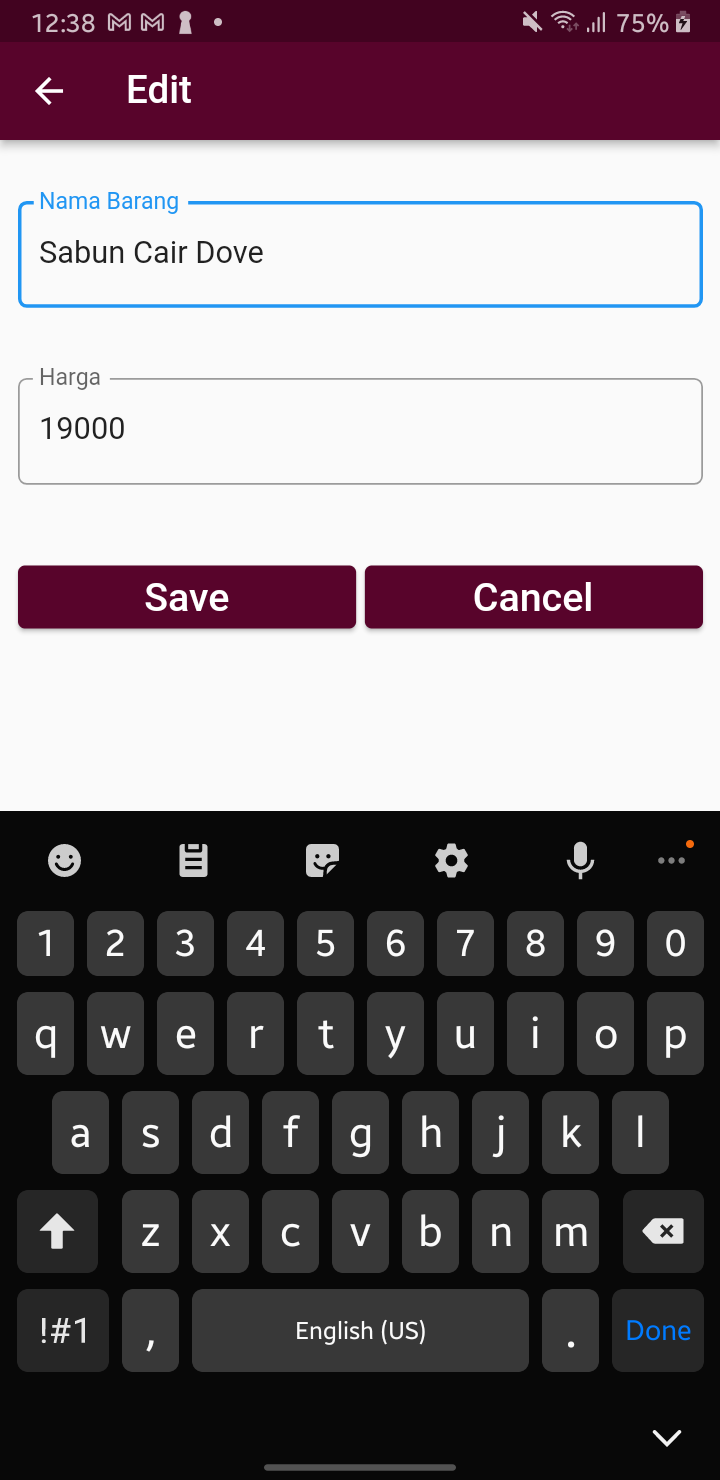 12:38 75%
Edit
Nama Barang
Sabun Cair Dove
Harga
19000
Save Cancel
1 2 3 4 5 6 7 8 9 0
q w e r t y u i o p
a s d f g h j k l
z x c v b n m
!#1 , English (US) . Done